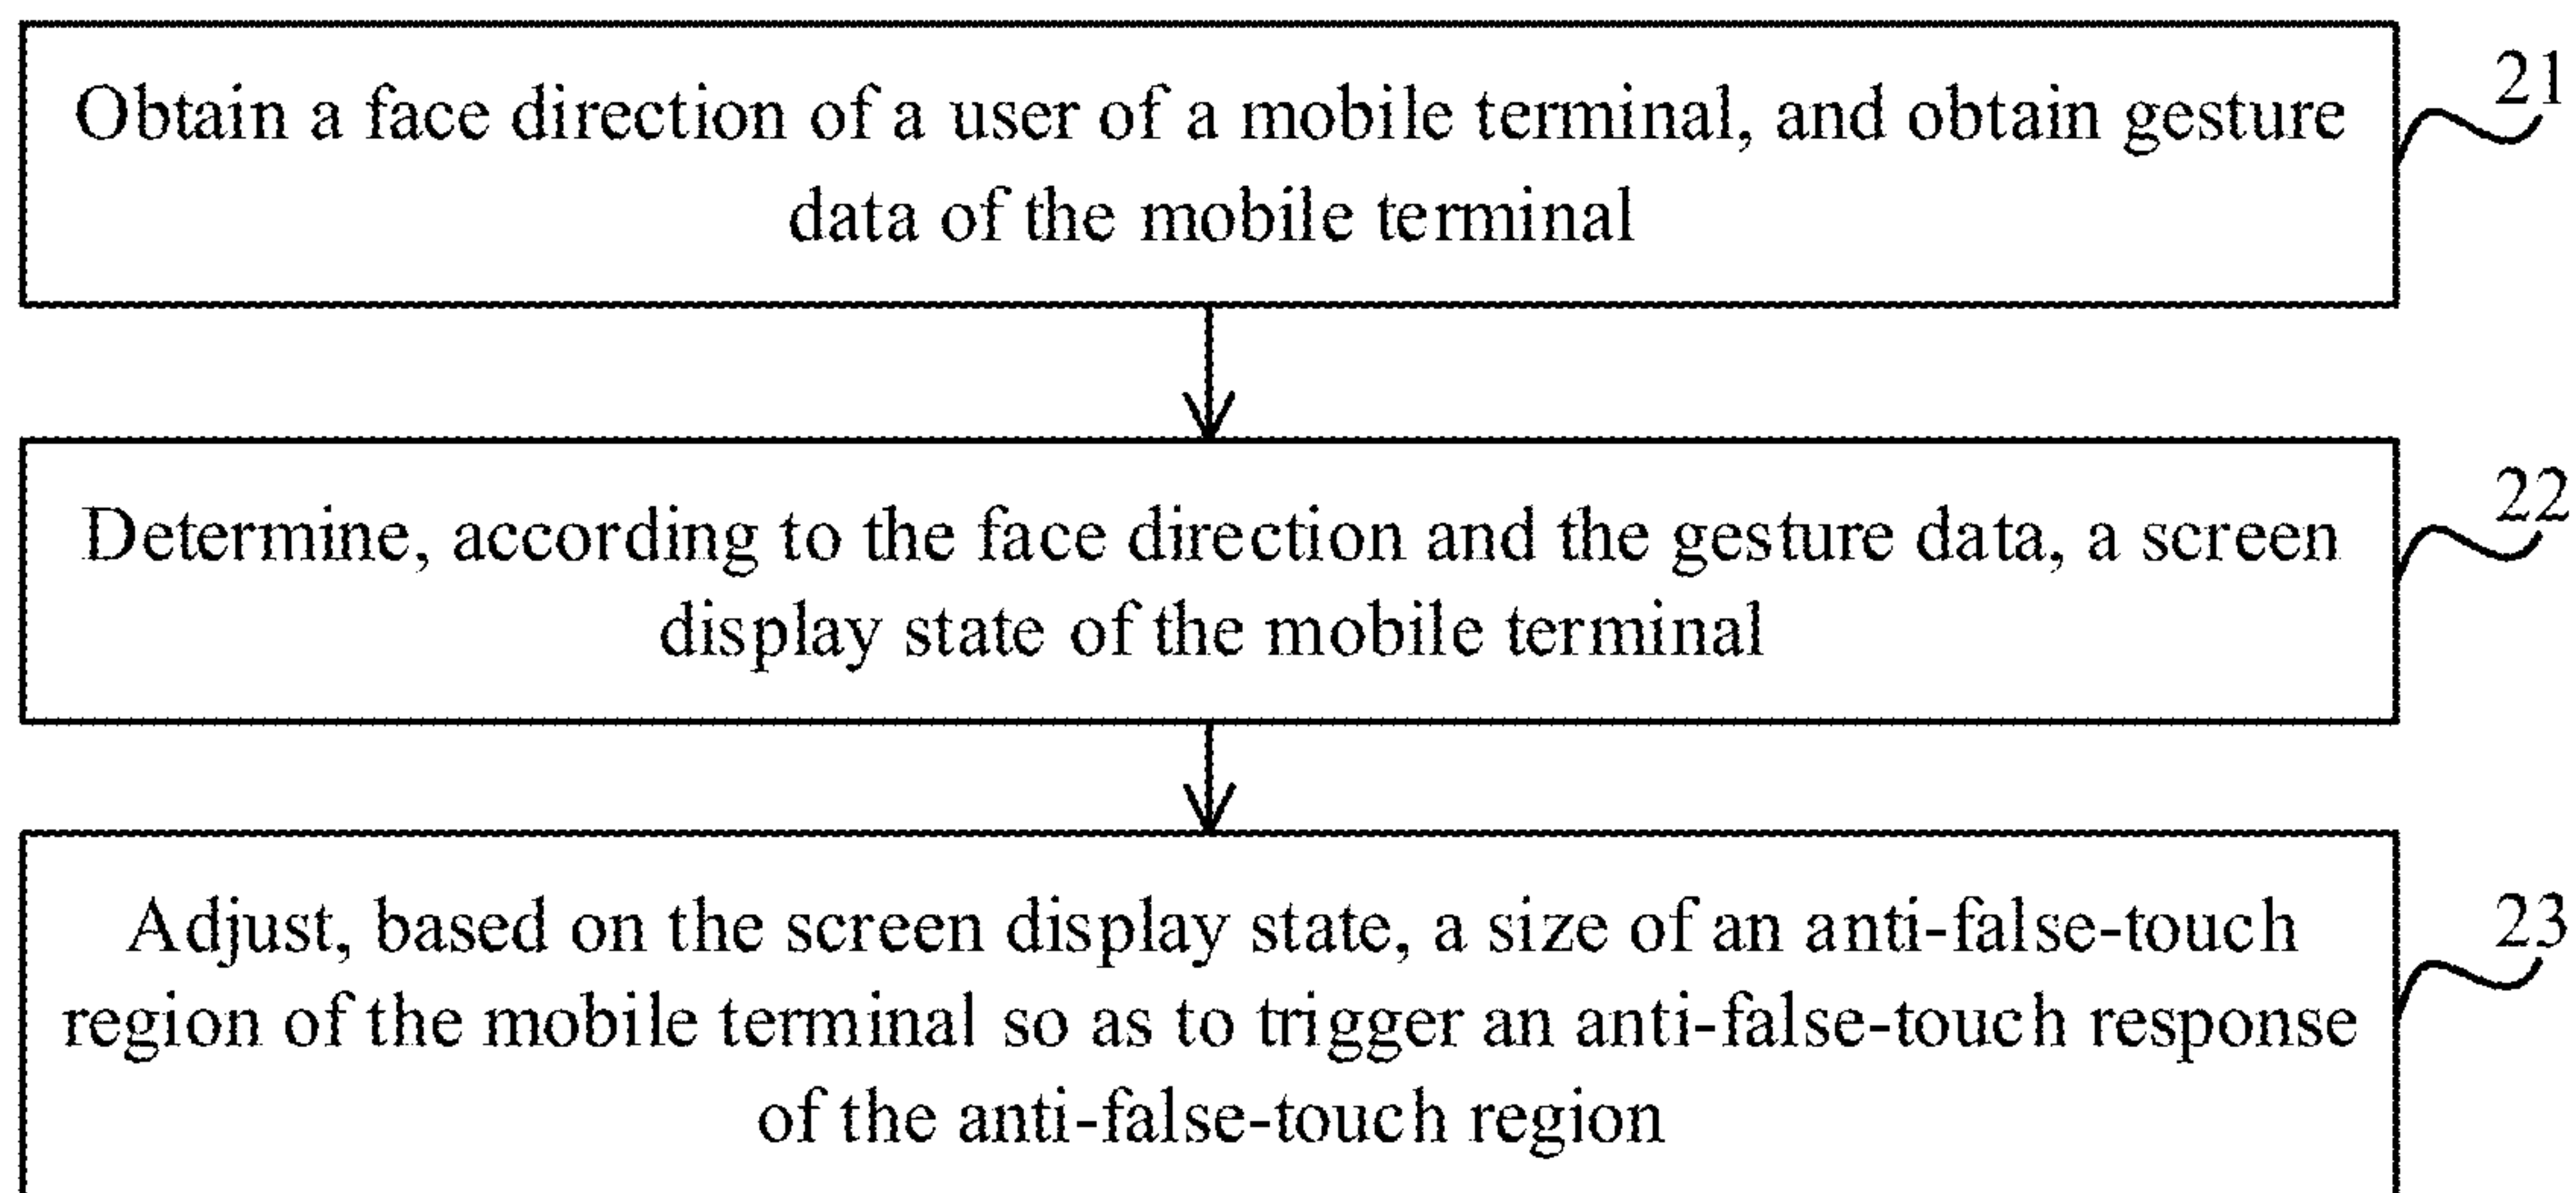 Obtain a face direction of a user of a mobile terminal, and obtain gesture
data of the mobile terminal
21
Determine, according to the face direction and the gesture data, a screen
display state of the mobile terminal
22
Adjust, based on the screen display state, a size of an anti-false-touch
region of the mobile terminal so as to trigger an anti-false-touch response
of the anti-false-touch region
23